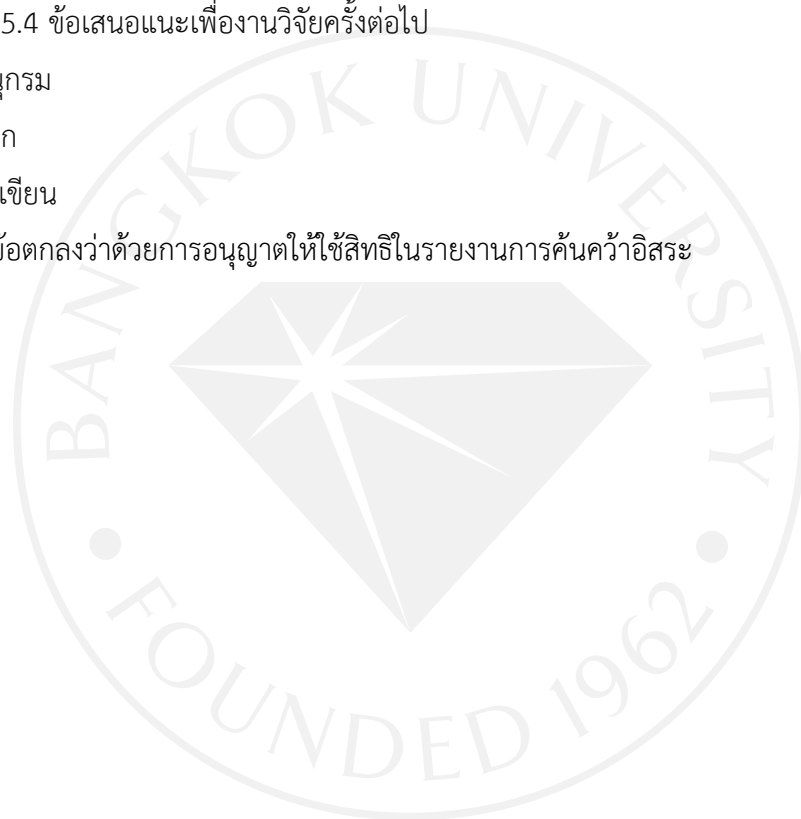 5.4 ข้อเสนอแนะเพื่องานวิจัยครั้งต่อไป
นุกรม
ก
เขียน
ข้อตกลงว่าด้วยการอนุญาตให้ใช้สิทธิในรายงานการค้นคว้าอิสระ
BANGKOK UNIVERSITY
FOUNDED 1962